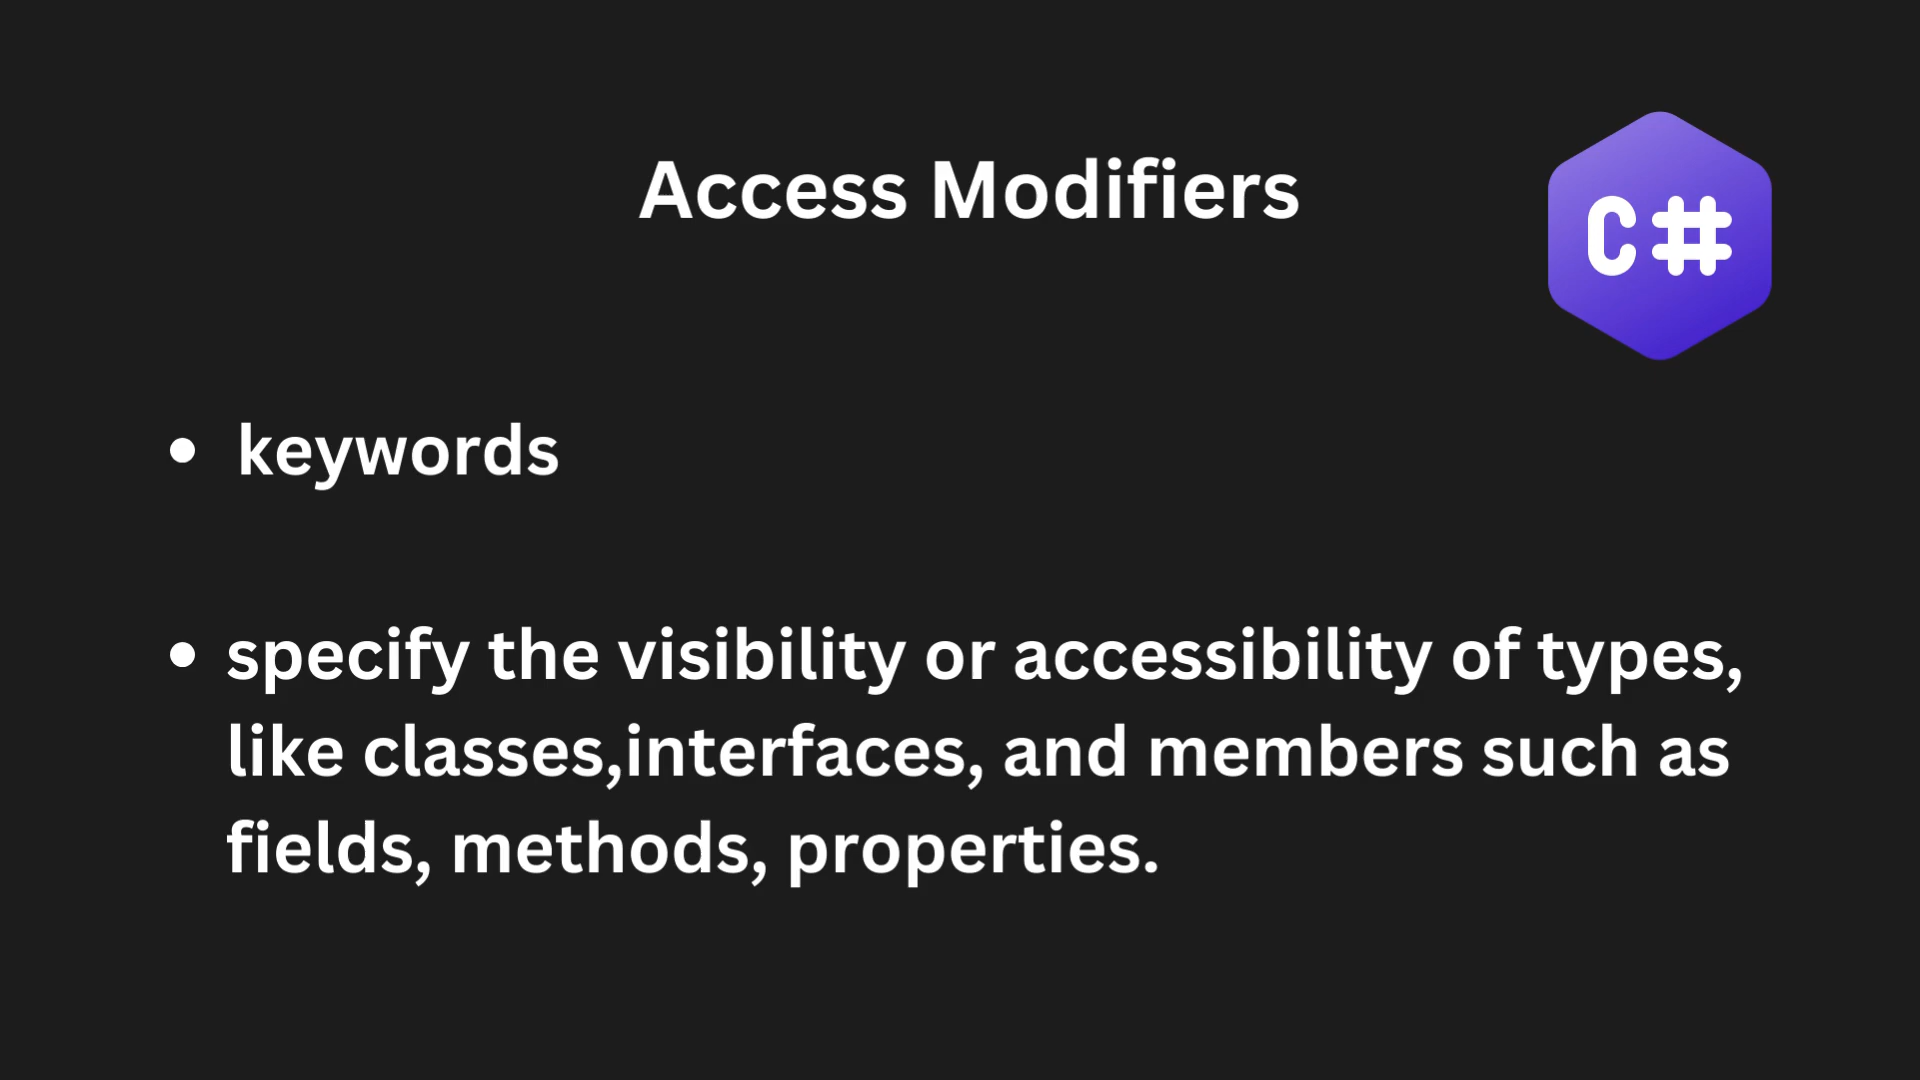 Access Modifiers
C#
• keywords
• specify the visibility or accessibility of types,
like classes,interfaces, and members such as
fields, methods, properties.